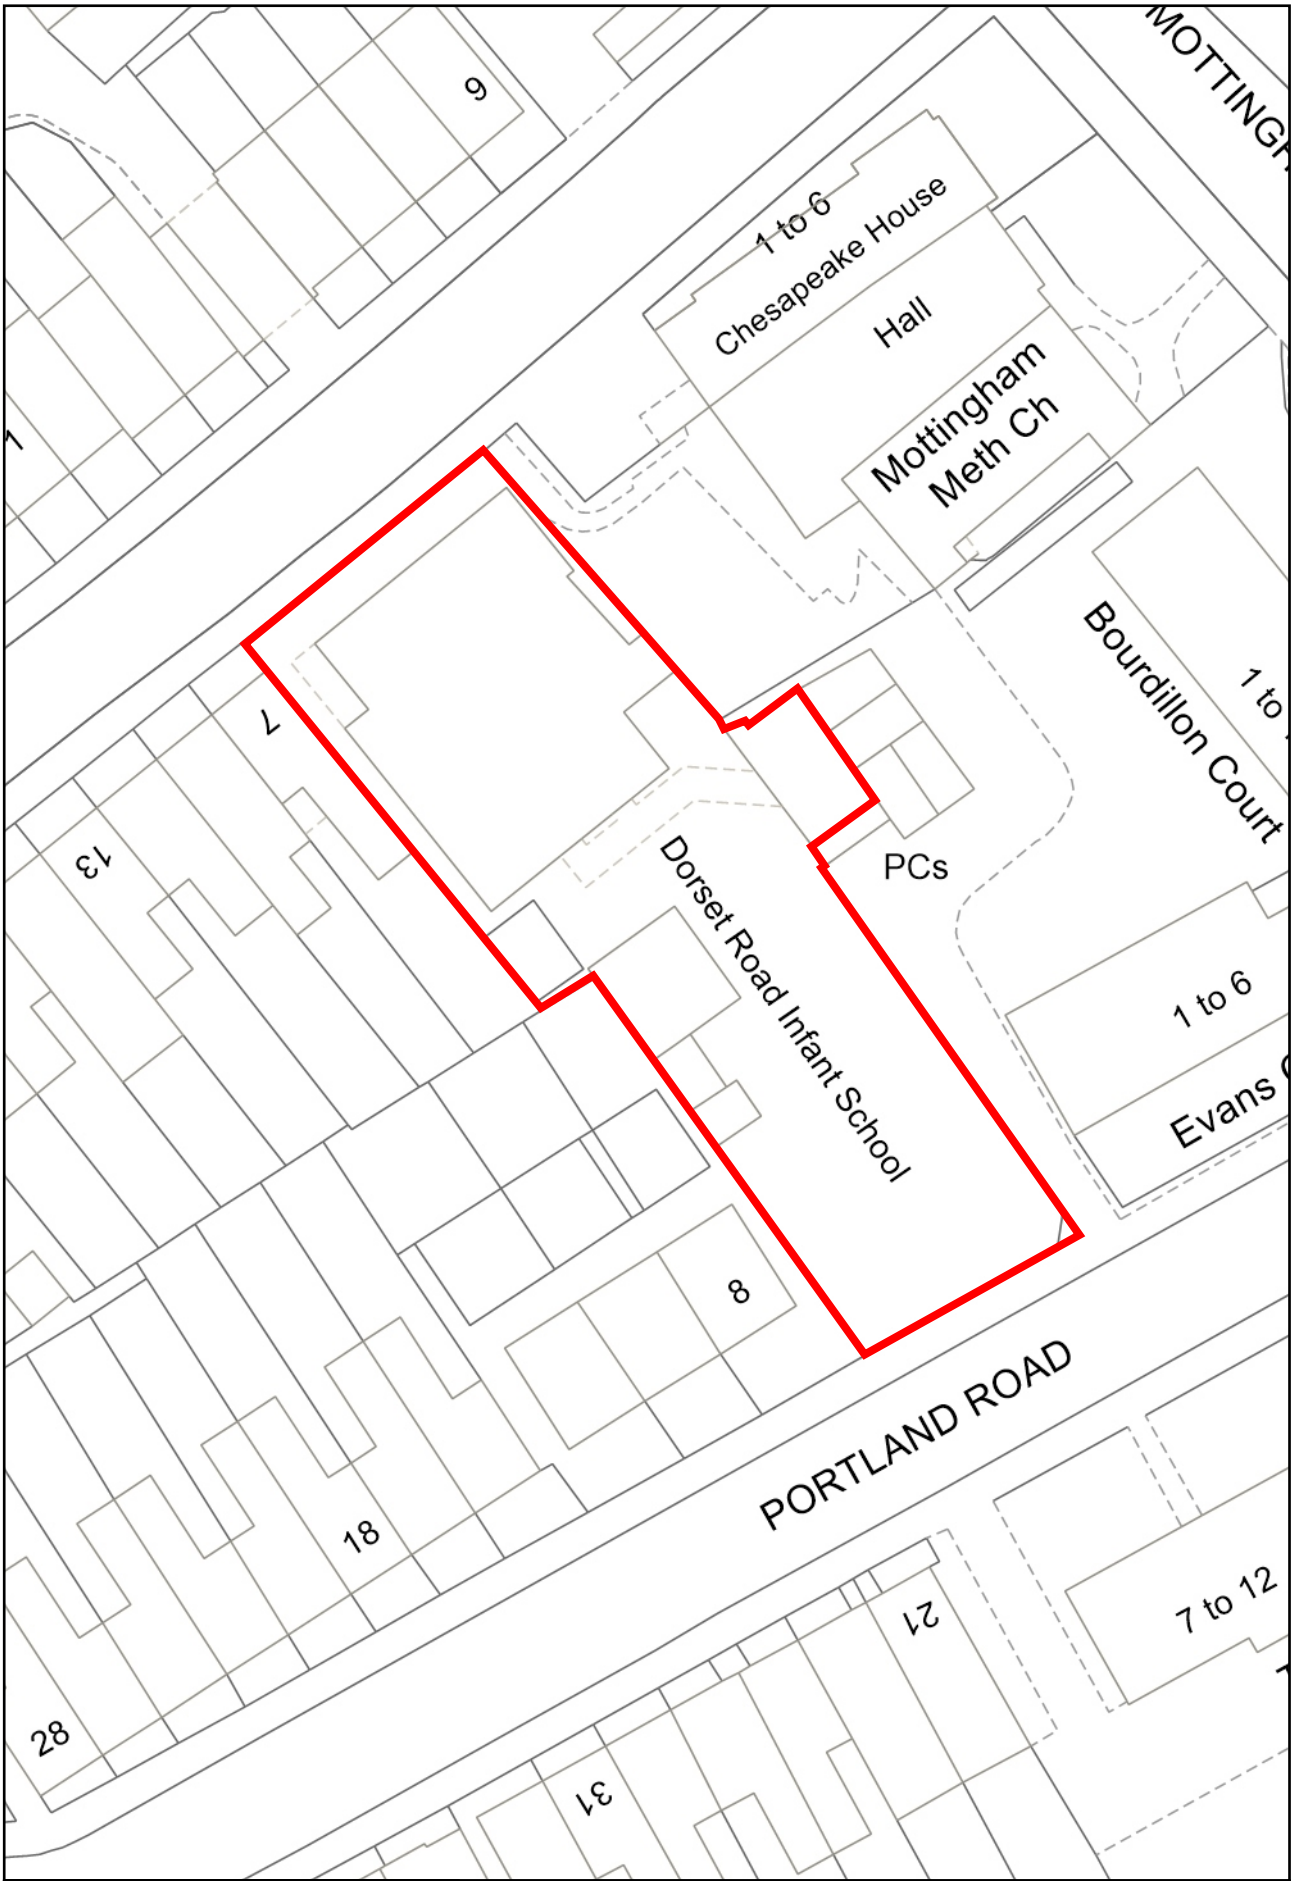 MOTTINGH
9
1 to 6
Chesapeake House
Hall
Mottingham
Meth Ch
1
Bourdillon Court
1 to
7
13
PCs
Dorset Road Infant School
1 to 6
Evans
8
PORTLAND ROAD
18
7 to 12
21
28
31